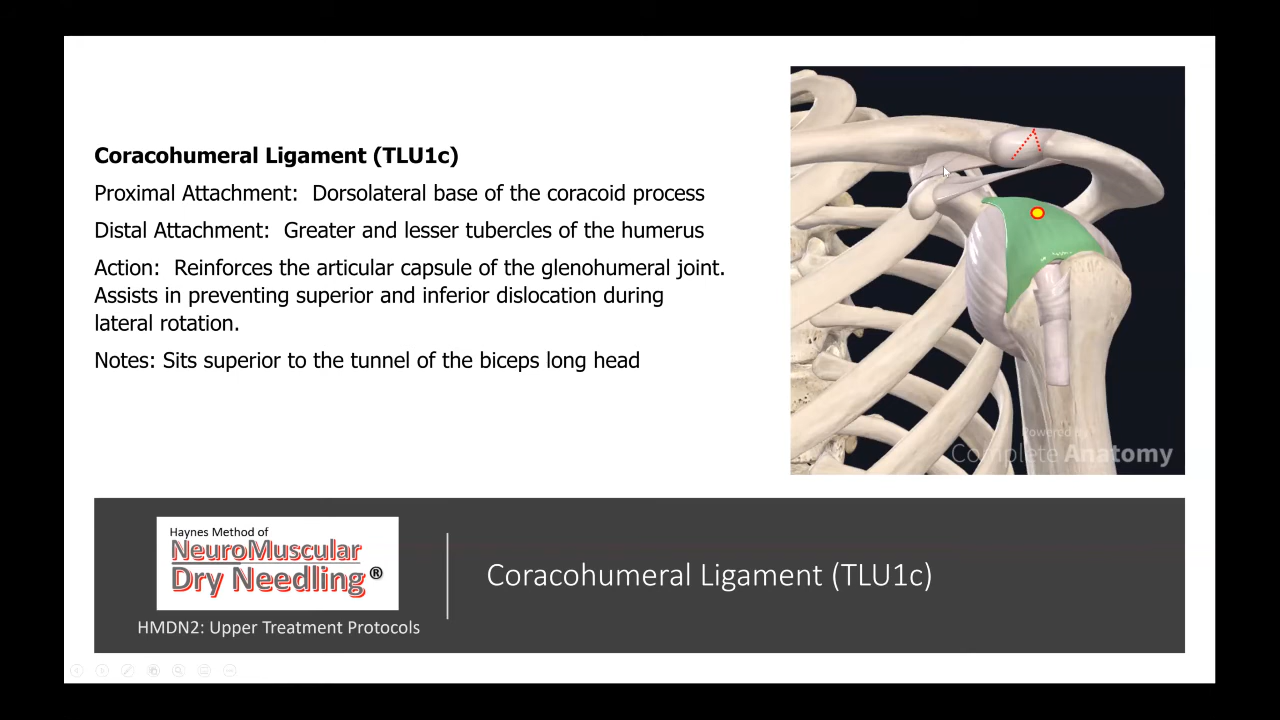 Coracohumeral Ligament (TLU1c)
Proximal Attachment:  Dorsolateral base of the coracoid process
Distal Attachment:  Greater and lesser tubercles of the humerus
Action:  Reinforces the articular capsule of the glenohumeral joint.
Assists in preventing superior and inferior dislocation during
lateral rotation.
Notes: Sits superior to the tunnel of the biceps long head
Powered by
Complete Anatomy
Haynes Method of
NeuroMuscular
Dry Needling®
HMDN2: Upper Treatment Protocols
Coracohumeral Ligament (TLU1c)